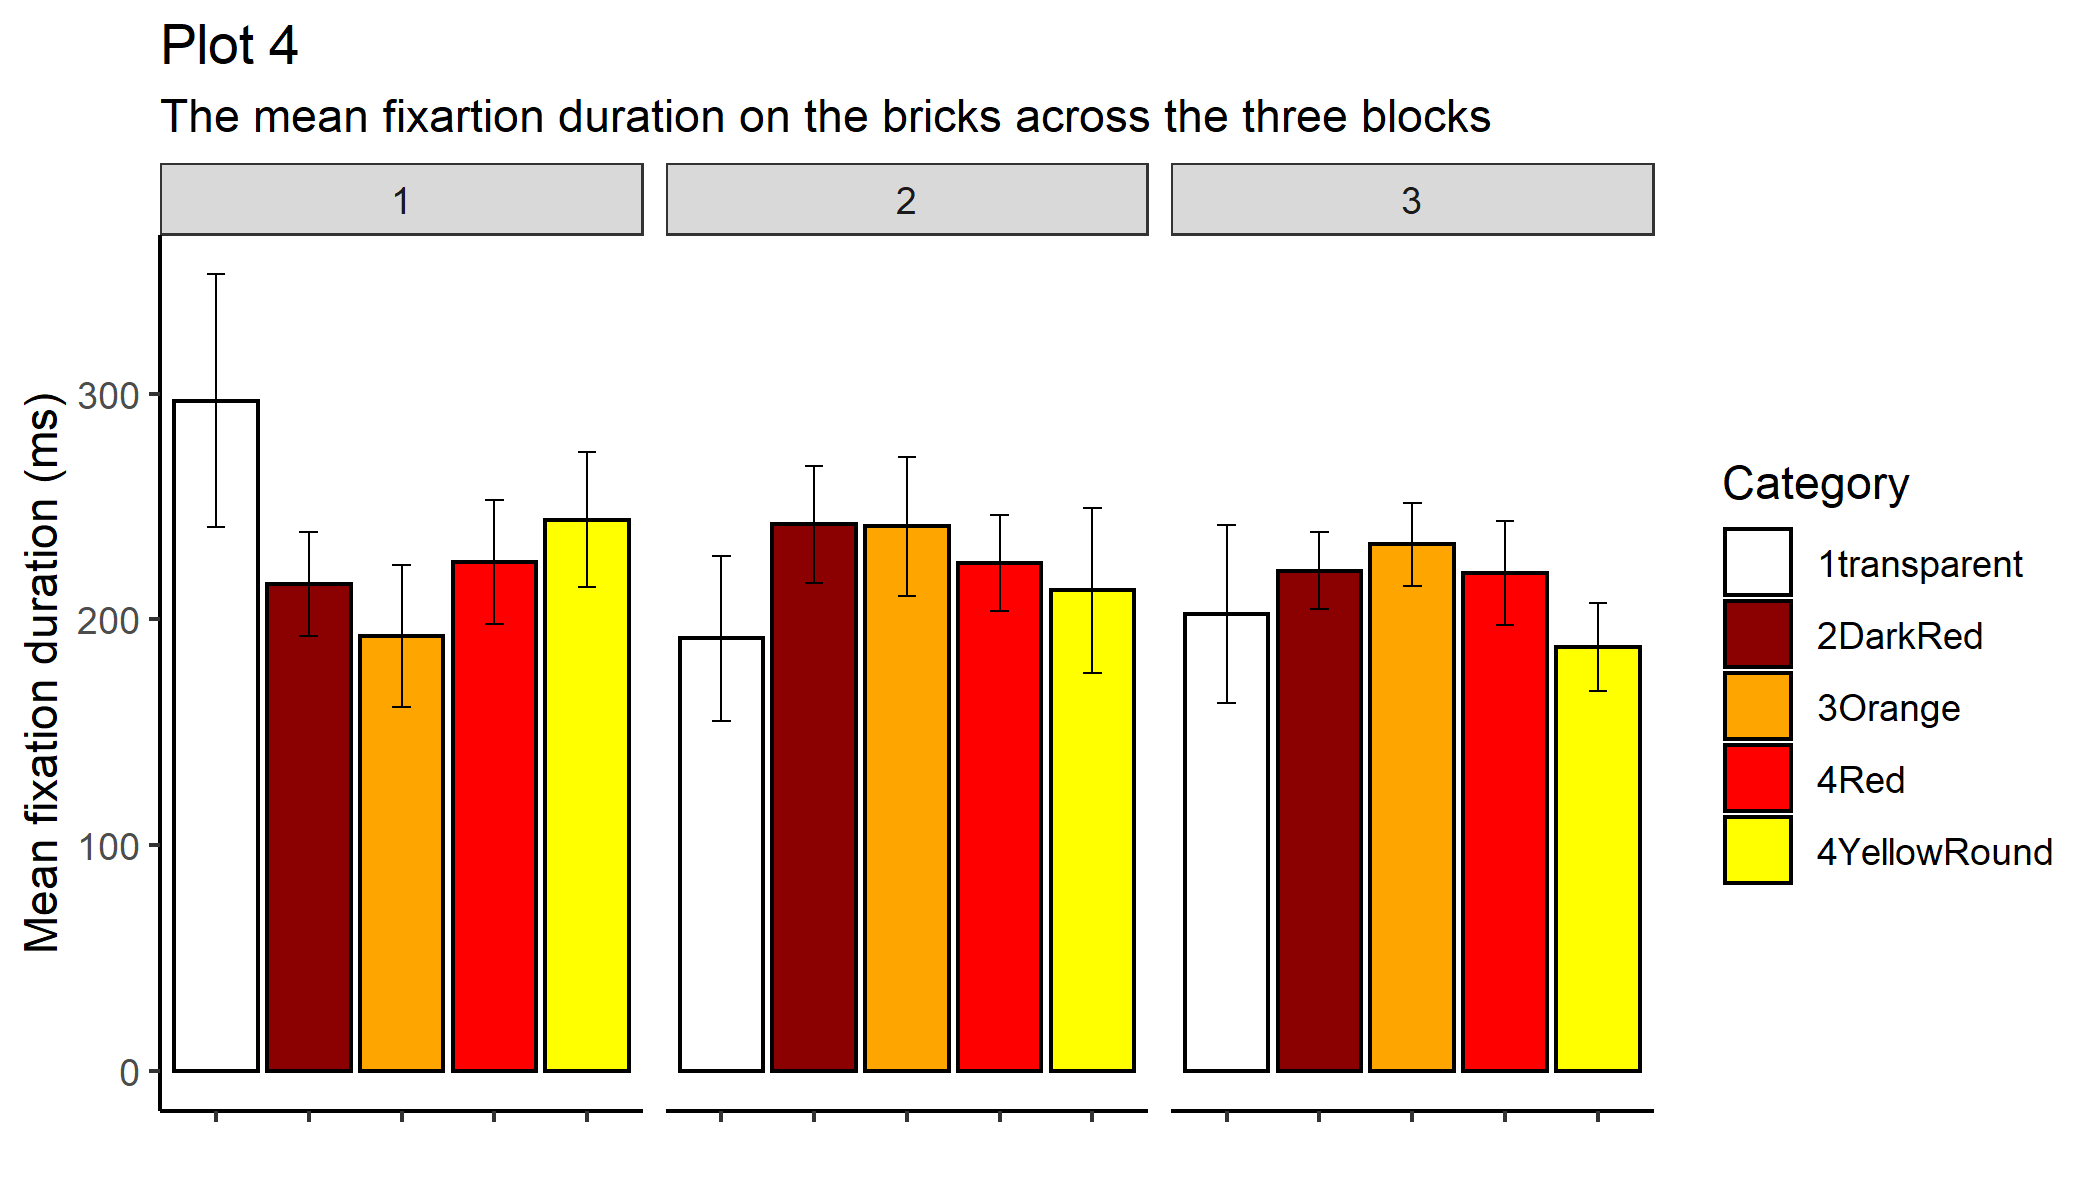 Plot 4
The mean fixartion duration on the bricks across the three blocks
1
2
3
Mean fixation duration (ms)
300
200
100
0
Category
1transparent
2DarkRed
3Orange
4Red
4YellowRound